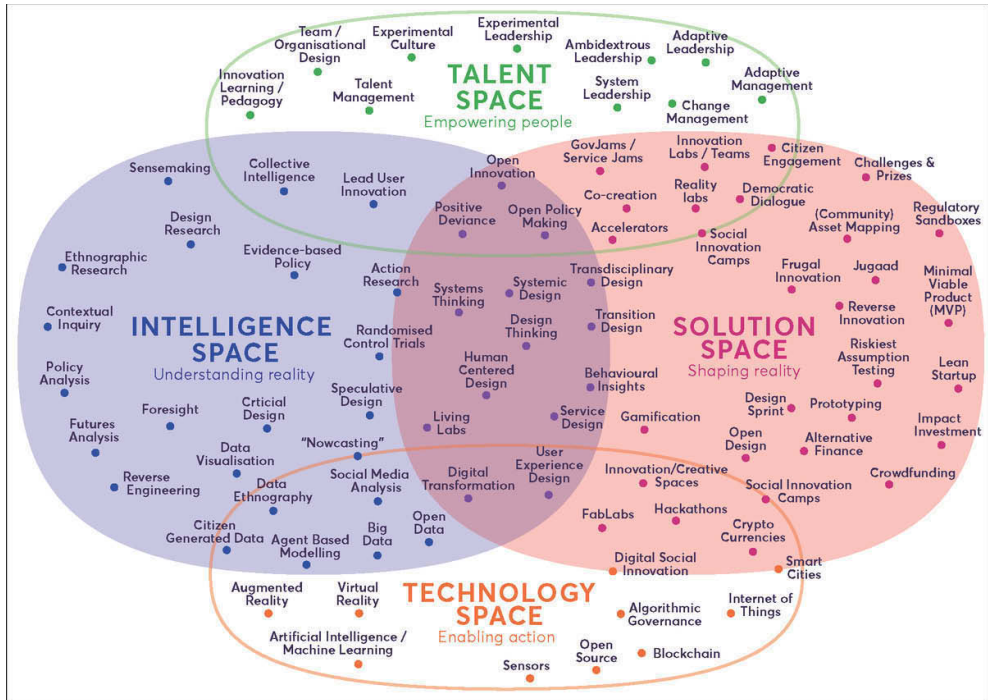 Team /
Organisational
Design
Experimental
Culture
Experimental
Leadership
Ambidextrous
Leadership
Adaptive
Leadership
Innovation
Learning /
Pedagogy
Talent
Management
TALENT
SPACE
Empowering people
System
Leadership
Adaptive
Management
Change
Management
Sensemaking
Collective
Intelligence
Lead User
Innovation
Open
Innovation
GovJams /
Service Jams
Innovation
Labs / Teams
Citizen
Engagement
Challenges &
Prizes
Design
Research
Positive
Deviance
Open Policy
Making
Co-creation
Reality
labs
Democratic
Dialogue
Accelerators
Social
Innovation
Camps
(Community)
Asset Mapping
Regulatory
Sandboxes
Ethnographic
Research
Evidence-based
Policy
Action
Research
Systems
Thinking
Systemic
Design
Transdisciplinary
Design
Frugal
Innovation
Jugaad
Minimal
Viable
Product
(MVP)
Contextual
Inquiry
INTELLIGENCE
SPACE
Understanding reality
Randomised
Control Trials
Design
Thinking
Transition
Design
SOLUTION
SPACE
Shaping reality
Reverse
Innovation
Riskiest
Assumption
Testing
Lean
Startup
Policy
Analysis
Human
Centered
Design
Behavioural
Insights
Foresight
Crticial
Design
Speculative
Design
Living
Labs
Service
Design
Gamification
Design
Sprint
Prototyping
Impact
Investment
Futures
Analysis
"Nowcasting"
Open
Design
Alternative
Finance
Reverse
Engineering
Data
Visualisation
Data
Ethnography
Social Media
Analysis
Digital
Transformation
User
Experience
Design
Innovation/Creative
Spaces
Social Innovation
Camps
Crowdfunding
Citizen
Generated Data
Agent Based
Modelling
Big
Data
Open
Data
FabLabs
Hackathons
Crypto
Currencies
Digital Social
Innovation
Smart
Cities
Augmented
Reality
Virtual
Reality
TECHNOLOGY
SPACE
Enabling action
Algorithmic
Governance
Internet of
Things
Artificial Intelligence /
Machine Learning
Sensors
Open
Source
Blockchain